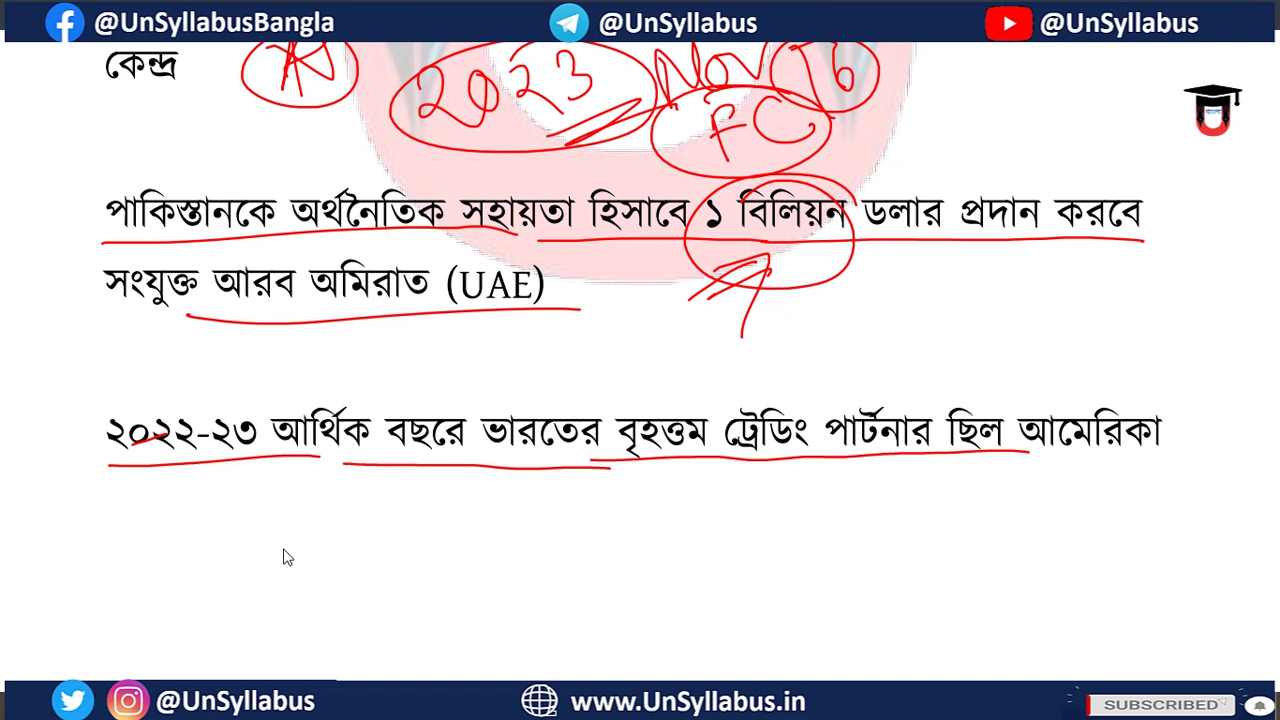 @UnSyllabusBangla @UnSyllabus @UnSyllabus
কেন্দ্র
2023 Nov
FC
পাকিস্তানকে অর্থনৈতিক সহায়তা হিসাবে ১ বিলিয়ন ডলার প্রদান করবে
সংযুক্ত আরব অমিরাত (UAE)
২০২২-২৩ আর্থিক বছরে ভারতের বৃহত্তম ট্রেডিং পার্টনার ছিল আমেরিকা
@UnSyllabus www.UnSyllabus.in SUBSCRIBED